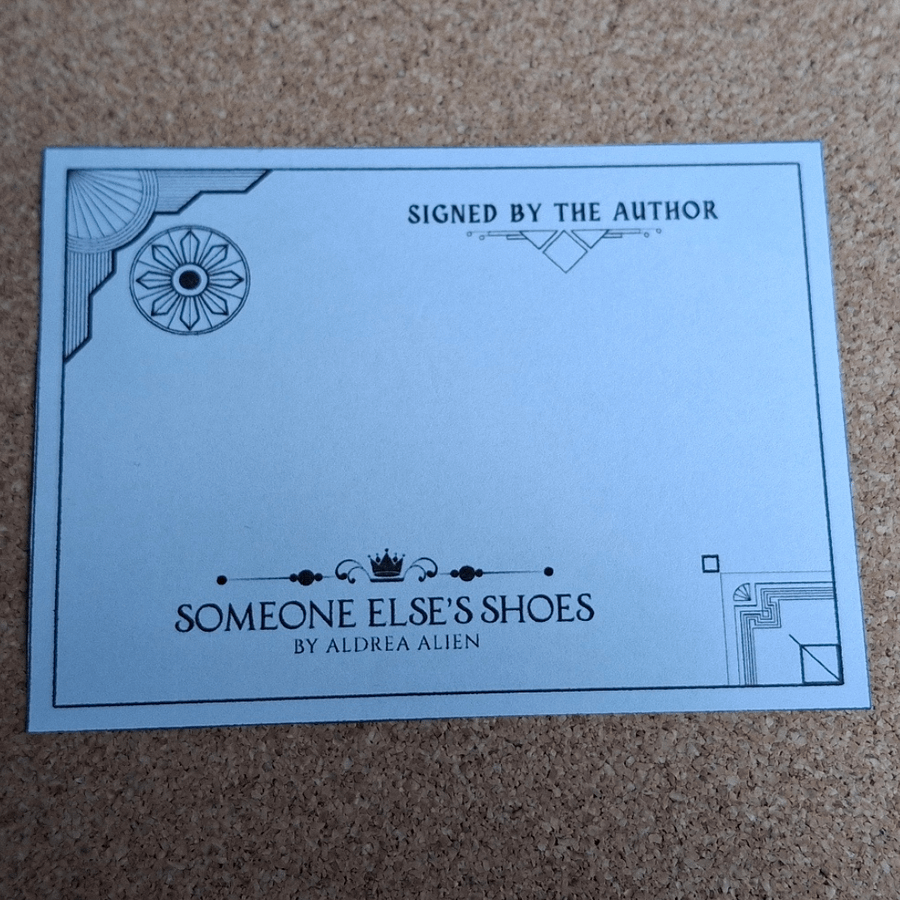 SIGNED BY THE AUTHOR
SOMEONE ELSE'S SHOES
BY ALDREA ALIEN